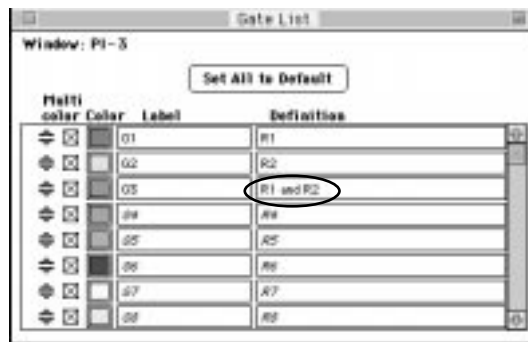 Gate List
Window: P1-3
Set All to Default
Multi
color Color Label Definition
G1 R1
G2 R2
G3 R1 and R2
G4 R4
G5 R5
G6 R6
G7 R7
G8 R8